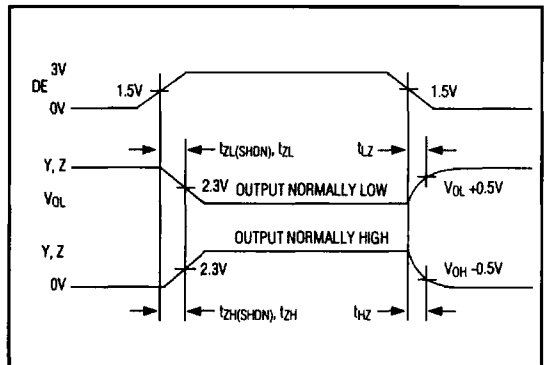 3V
DE
1.5V
1.5V
0V
tZL(SHDN), tZL
tLZ
Y, Z
2.3V
OUTPUT NORMALLY LOW
VOL +0.5V
VOL
OUTPUT NORMALLY HIGH
Y, Z
2.3V
VOH -0.5V
0V
tZH(SHDN), tZH
tHZ